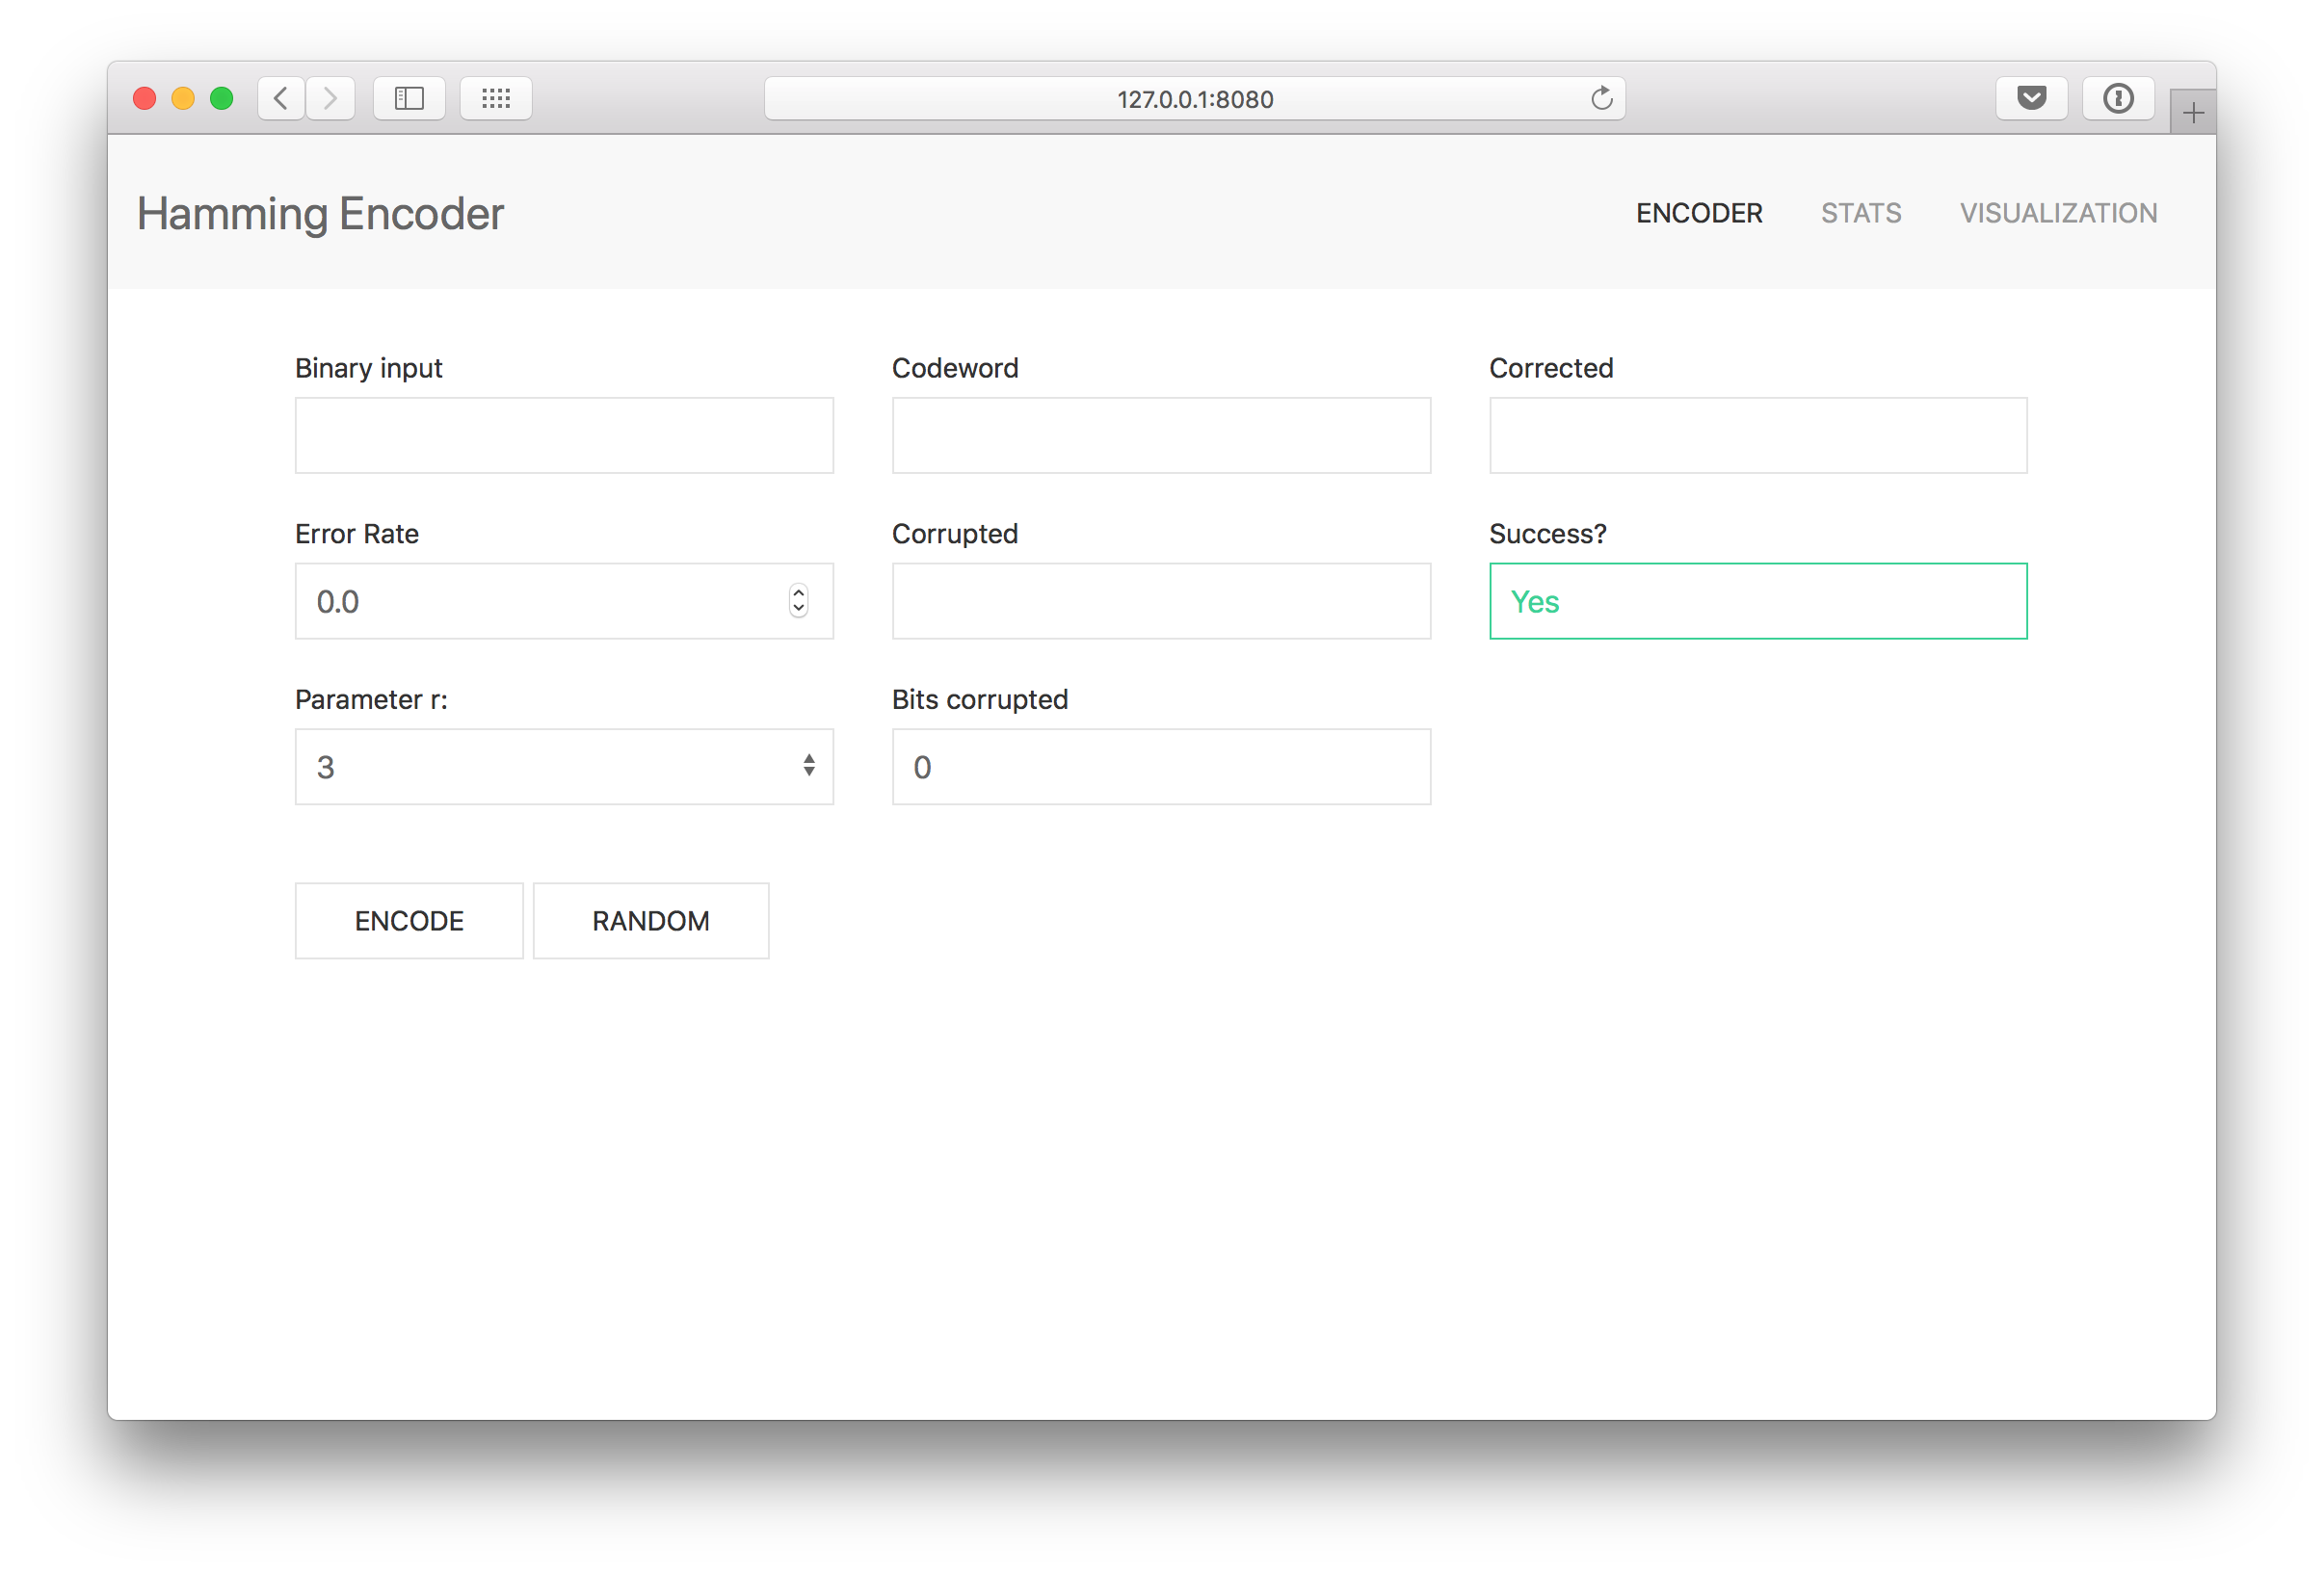 127.0.0.1:8080
Hamming Encoder
ENCODER STATS VISUALIZATION
Binary input Codeword Corrected
Error Rate Corrupted Success?
0.0 Yes
Parameter r: Bits corrupted
3 0
ENCODE RANDOM